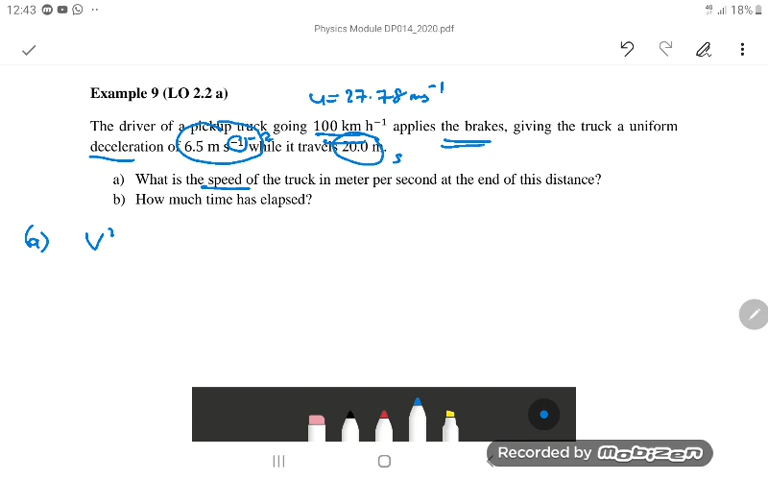 12:43
18%
Physics Module DP014_2020.pdf
Example 9 (LO 2.2 a)
u = 27.78 ms⁻¹
The driver of a pickup truck going 100 km h⁻¹ applies the brakes, giving the truck a uniform
deceleration of 6.5 m s⁻¹ ⁻² while it travels 20.0 m.
s
a) What is the speed of the truck in meter per second at the end of this distance?
b) How much time has elapsed?
(a) V²
Recorded by mobizen